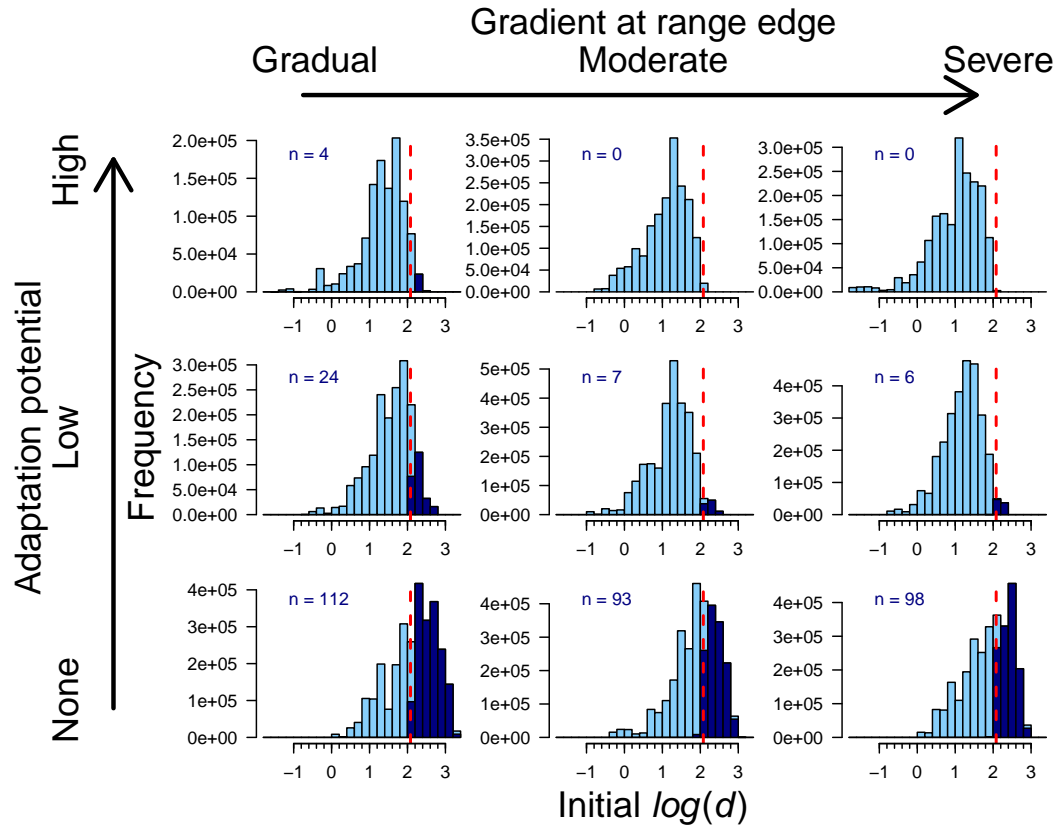 Gradient at range edge
Gradual Moderate Severe
Adaptation potential
High
Low
None
Frequency
n = 4
2.0e+05
1.5e+05
1.0e+05
5.0e+04
0.0e+00
−1 0 1 2 3
n = 0
3.5e+05
3.0e+05
2.5e+05
2.0e+05
1.5e+05
1.0e+05
5.0e+04
0.0e+00
−1 0 1 2 3
n = 0
3.0e+05
2.5e+05
2.0e+05
1.5e+05
1.0e+05
5.0e+04
0.0e+00
−1 0 1 2 3
n = 24
3.0e+05
2.5e+05
2.0e+05
1.5e+05
1.0e+05
5.0e+04
0.0e+00
−1 0 1 2 3
n = 7
5e+05
4e+05
3e+05
2e+05
1e+05
0e+00
−1 0 1 2 3
n = 6
4e+05
3e+05
2e+05
1e+05
0e+00
−1 0 1 2 3
n = 112
4e+05
3e+05
2e+05
1e+05
0e+00
−1 0 1 2 3
n = 93
4e+05
3e+05
2e+05
1e+05
0e+00
−1 0 1 2 3
n = 98
4e+05
3e+05
2e+05
1e+05
0e+00
−1 0 1 2 3
Initial log(d)